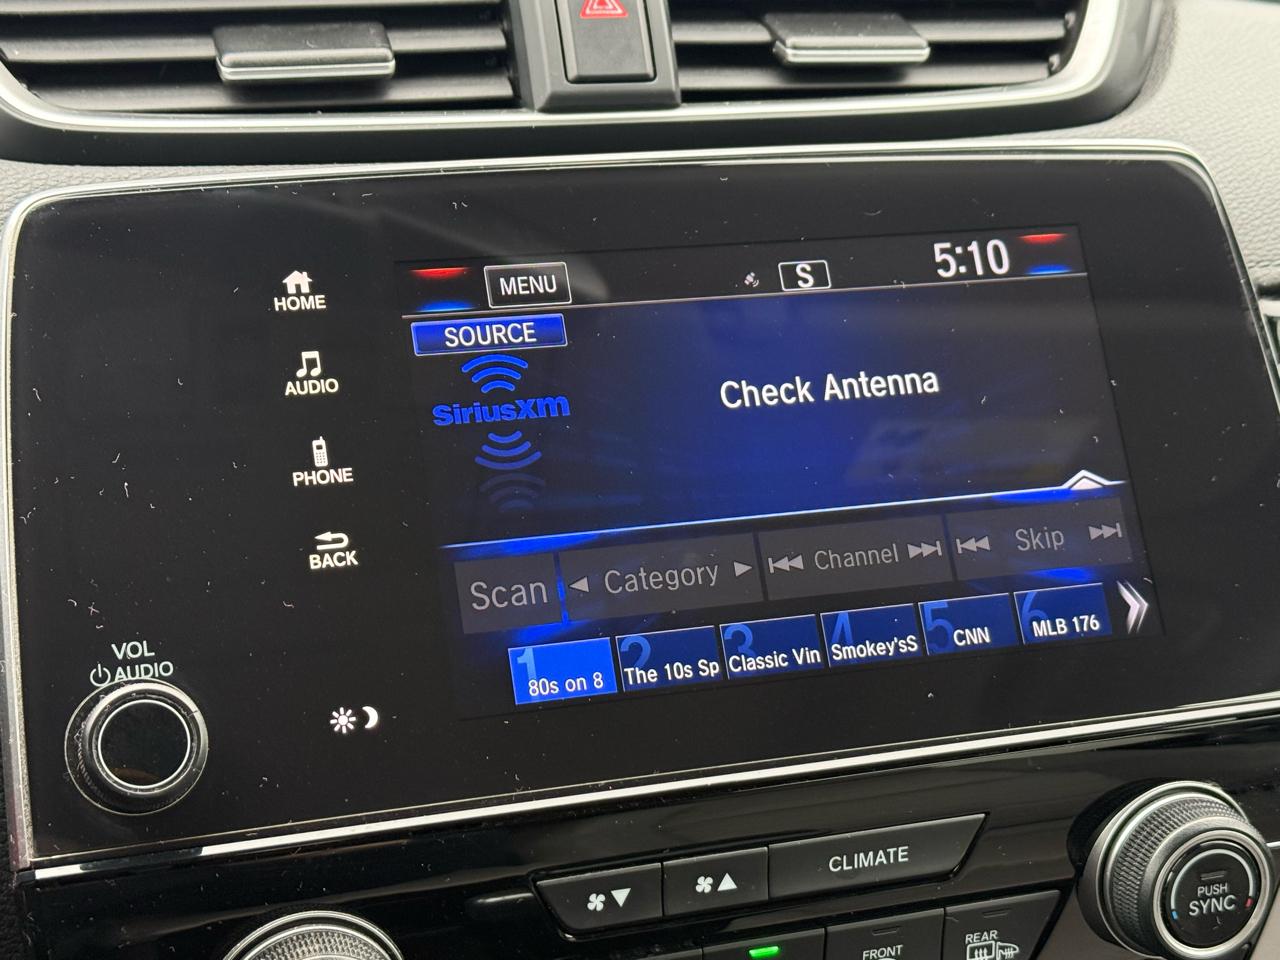 HOME
AUDIO
PHONE
BACK
VOL
AUDIO
MENU
S
5:10
SOURCE
SiriusXM
Check Antenna
Scan
Category
Channel
Skip
1
80s on 8
2
The 10s Sp
3
Classic Vin
4
Smokey'sS
5
CNN
6
MLB 176
CLIMATE
PUSH
SYNC
FRONT
REAR